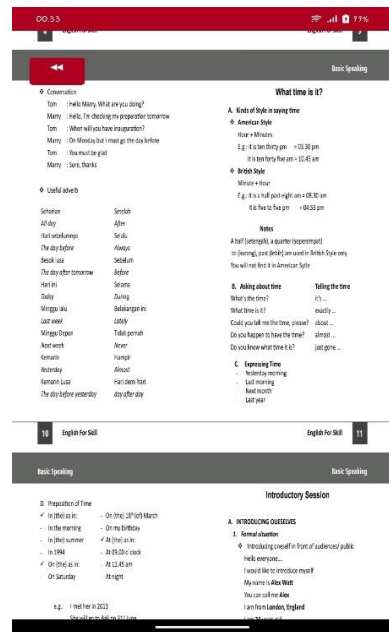 00.33
77%
Basic Speaking
❖ Conversation
Tom : Hello Marry, What are you doing?
Marry : Hello, I'm checking my preparation tomorrow
Tom : When will you have inauguration?
Marry : On Monday but I must go the day before
Tom : You must be glad
Marry : Sure, thanks
❖ Useful adverb
Seharian
All day
Hari sebelumnya
The day before
Besok lusa
The day after tomorrow
Hari ini
Today
Minggu lalu
Last week
Minggu Depan
Next week
Kemarin
Yesterday
Kemarin Lusa
The day before yesterday
Setelah
After
Selalu
Always
Sebelum
Before
Selama
During
Belakangan ini
Lately
Tidak pernah
Never
Hampir
Almost
Hari demi hari
day after day
What time is it?
A. Kinds of Style in saying time
❖ American Style
Hour + Minutes
E.g.: it is ten thirty pm = 03.30 pm
It is ten forty five am = 10.45 am
❖ British Style
Minute + Hour
E.g.: it is a half past eight am = 08.30 am
It is five to five pm = 04.55 pm
Notes
A half (setengah), a quarter (seperempat)
to (kurang), past (lebih) are used in British Style only
You will not find it in American Sytle
B. Asking about time Telling the time
What's the time? it's ...
What time is it? exactly ...
Could you tell me the time, please? about ...
Do you happen to have the time? almost ...
Do you know what time it is? just gone ...
C. Expressing Time
- Yesterday morning
- Last morning
- Next month
- Last year
10 English For Skill
English For Skill 11
Basic Speaking
Basic Speaking
D. Preposition of Time
✓ In (the) as in:
- In the morning
- In (the) summer
- In 1994
✓ On (the) as in:
On Saturday
- On (the) 18th (of) March
- On my birthday
✓ At (the) as in:
- At 09.00 o'clock
- At 11.45 am
- At night
e.g. I met her in 2013
Introductory Session
A. INTRODUCING OUESELVES
1. Formal situation
❖ Introducing oneself in front of audiences/ public
Hello everyone...
I would like to introduce myself
My name is Alex Watt
You can call me Alex
I am from London, England